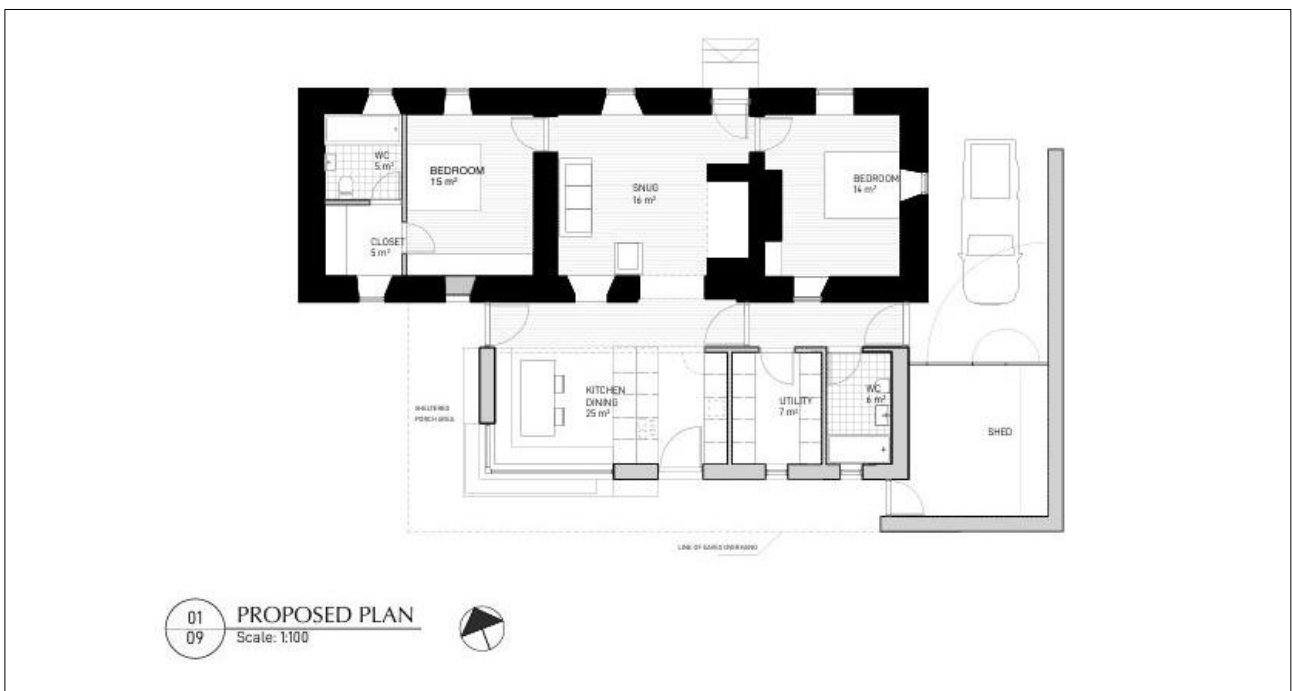 WC
5 m²
BEDROOM
15 m²
CLOSET
5 m²
SNUG
16 m²
BEDROOM
14 m²
KITCHEN
DINING
25 m²
UTILITY
7 m²
WC
6 m²
SHED
SHELTERED
PORCH AREA
LINE OF EAVES OVERHANG
01
09
PROPOSED PLAN
Scale: 1:100